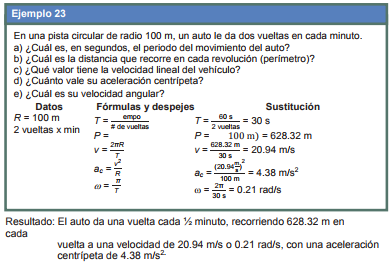 Ejemplo 23
En una pista circular de radio 100 m, un auto le da dos vueltas en cada minuto.
a) ¿Cuál es, en segundos, el periodo del movimiento del auto?
b) ¿Cuál es la distancia que recorre en cada revolución (perímetro)?
c) ¿Qué valor tiene la velocidad lineal del vehículo?
d) ¿Cuánto vale su aceleración centrípeta?
e) ¿Cuál es su velocidad angular?
Datos Fórmulas y despejes Sustitución
R = 100 m T = empo / # de vueltas T = 60 s / 2 vueltas = 30 s
2 vueltas x min P = P = 100 m) = 628.32 m
v = 2πR / T v = 628.32 m / 30 s = 20.94 m/s
a_c = v² / R a_c = (20.94 m/s)² / 100 m = 4.38 m/s²
ω = π / T ω = 2π / 30 s = 0.21 rad/s
Resultado: El auto da una vuelta cada ½ minuto, recorriendo 628.32 m en
cada
vuelta a una velocidad de 20.94 m/s o 0.21 rad/s, con una aceleración
centrípeta de 4.38 m/s².